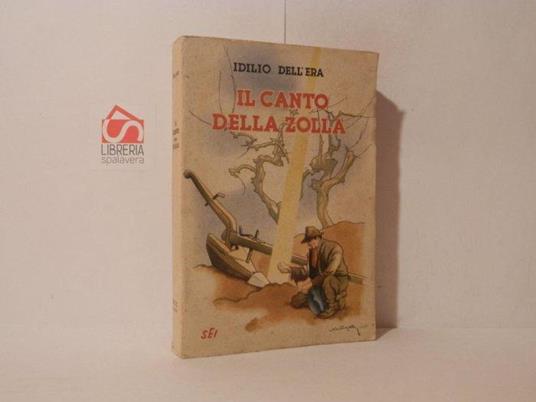 IDILIO DELL'ERA
IL CANTO
DELLA ZOLLA
SEI
LIBRERIA
spalavera